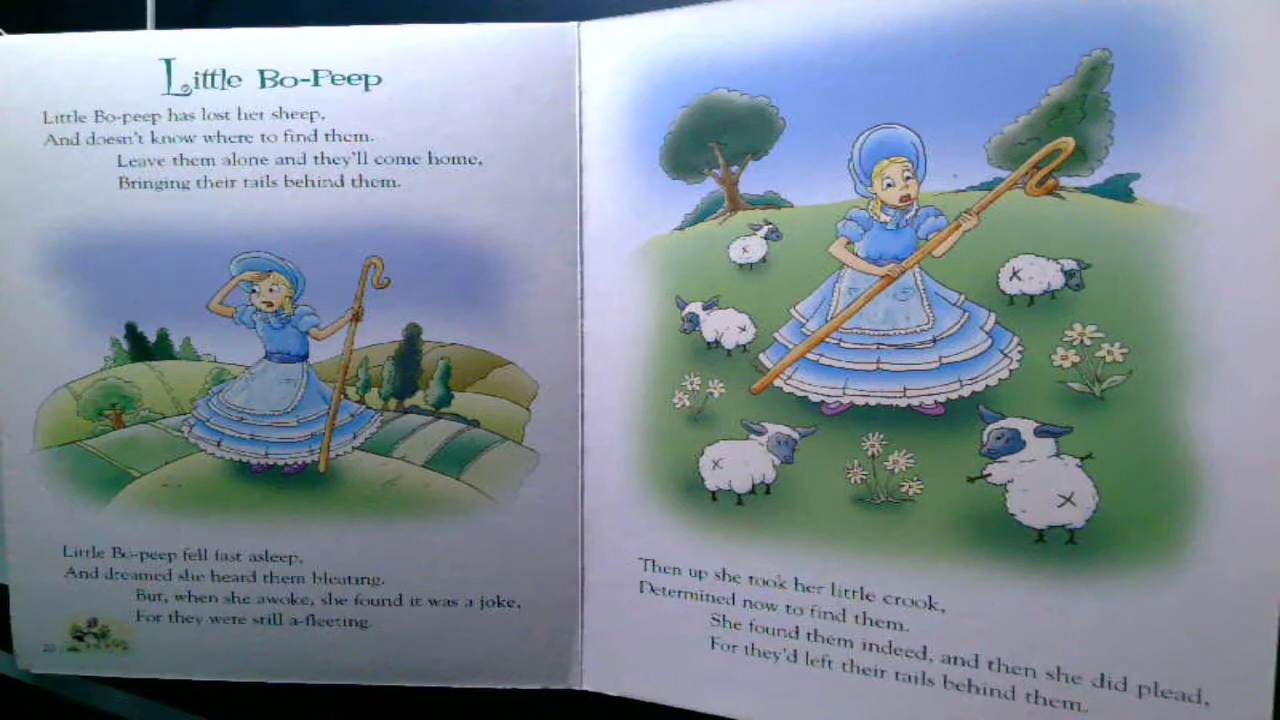 Little Bo-Peep
Little Bo-peep has lost her sheep,
And doesn't know where to find them.
Leave them alone and they'll come home,
Bringing their tails behind them.
Little Bo-peep fell fast asleep,
And dreamed she heard them bleating.
But, when she awoke, she found it was a joke,
For they were still a-fleeting.
20
Then up she took her little crook,
Determined now to find them.
She found them indeed, and then she did plead,
For they'd left their tails behind them.